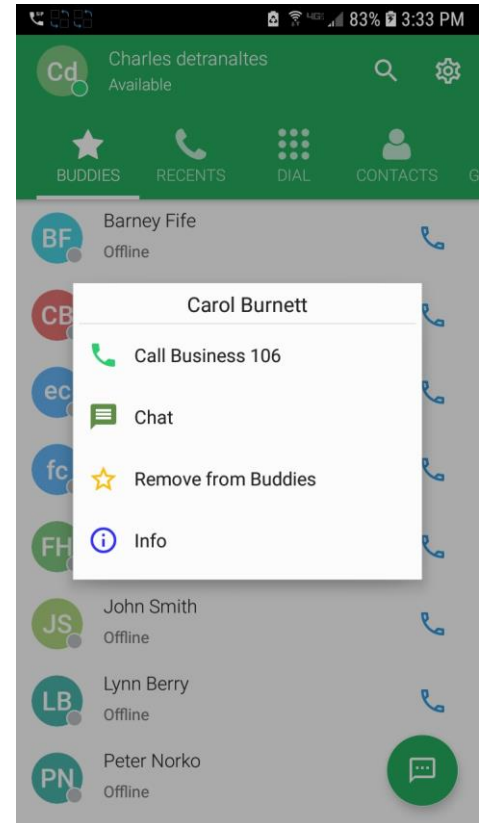 83% 3:33 PM
Cd
Charles detranaltes
Available
BUDDIES RECENTS DIAL CONTACTS G
BF
Barney Fife
Offline
CB
Carol Burnett
Call Business 106
ec
Chat
fc
Remove from Buddies
FH
Info
JS
John Smith
Offline
LB
Lynn Berry
Offline
PN
Peter Norko
Offline